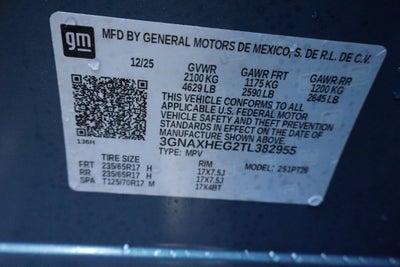 gm
MFD BY GENERAL MOTORS DE MEXICO, S. DE R.L. DE C.V.
12/25 GVWR GAWR FRT GAWR RR
2100 KG 1175 KG 1200 KG
4629 LB 2590 LB 2645 LB
THIS VEHICLE CONFORMS TO ALL
APPLICABLE U.S. FEDERAL MOTOR VEHICLE
SAFETY, BUMPER, AND THEFT PREVENTION
STANDARDS IN EFFECT ON THE DATE OF
MANUFACTURE SHOWN ABOVE.
3GNAXHEG2TL382955
136H TYPE: MPV
TIRE SIZE RIM MODEL: 2S1PT26
FRT 235/65R17 H 17X7.5J
RR 235/65R17 H 17X7.5J
SPA T125/70R17 M 17X4BT